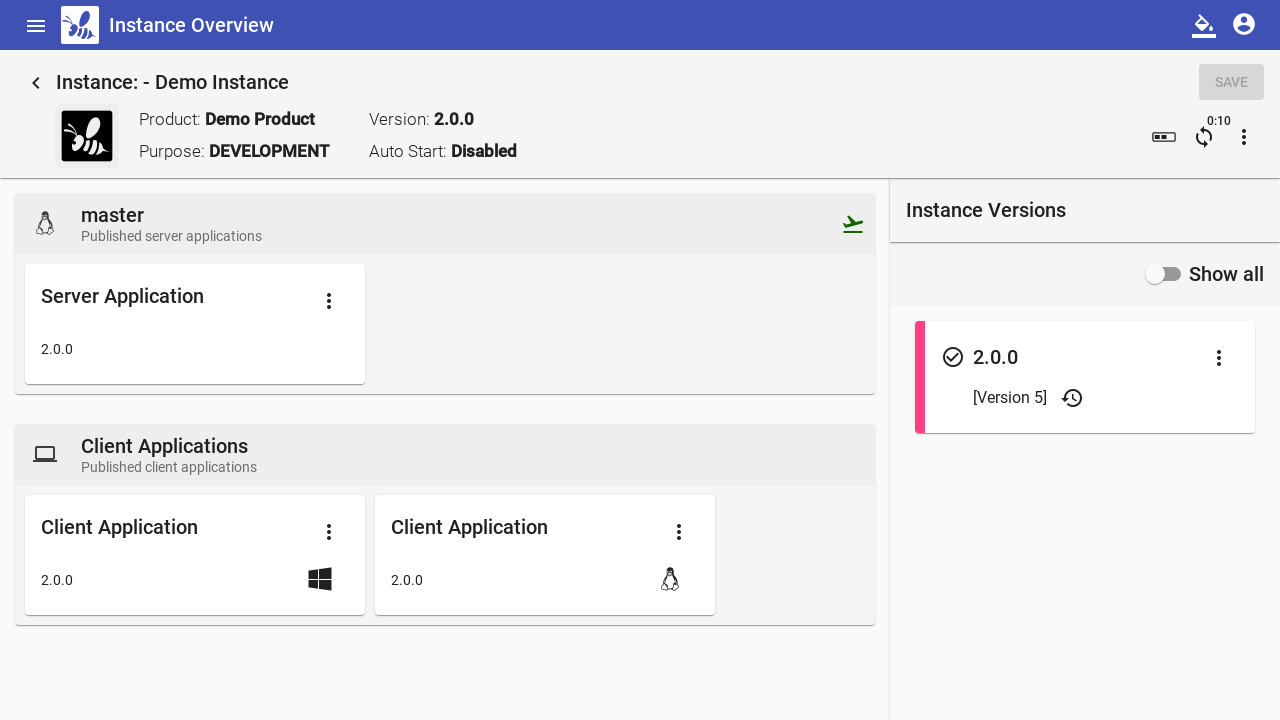 Instance Overview
Instance: - Demo Instance
SAVE
Product: Demo Product
Version: 2.0.0
Purpose: DEVELOPMENT
Auto Start: Disabled
0:10
master
Published server applications
Server Application
2.0.0
Client Applications
Published client applications
Client Application
2.0.0
Client Application
2.0.0
Instance Versions
Show all
2.0.0
[Version 5]